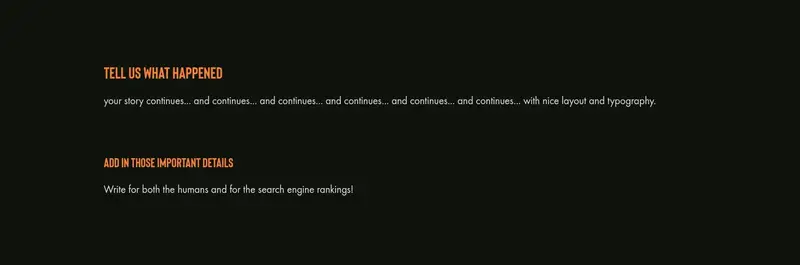 TELL US WHAT HAPPENED
your story continues... and continues... and continues... and continues... and continues... and continues... with nice layout and typography.
ADD IN THOSE IMPORTANT DETAILS
Write for both the humans and for the search engine rankings!